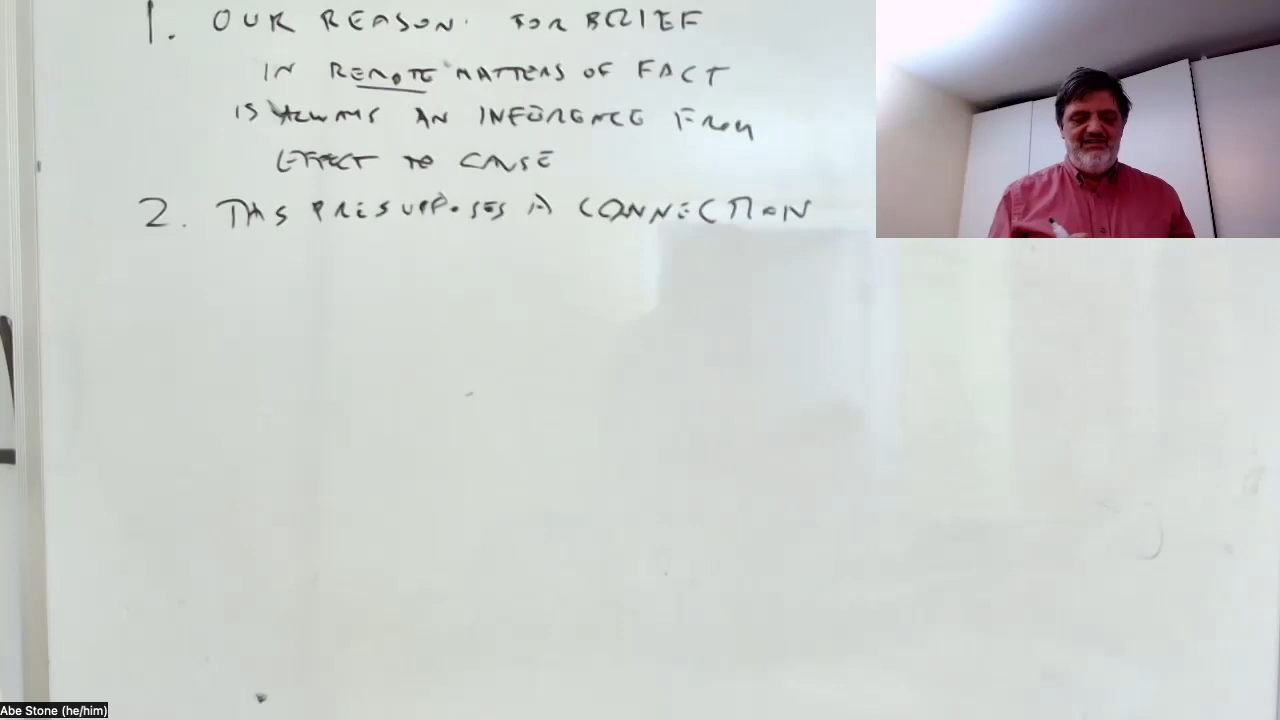 1. OUR REASON FOR BELIEF
IN REMOTE MATTERS OF FACT
IS ALWAYS AN INFERENCE FROM
EFFECT TO CAUSE
2. THIS PRESUPPOSES A CONNECTION
Abe Stone (he/him)